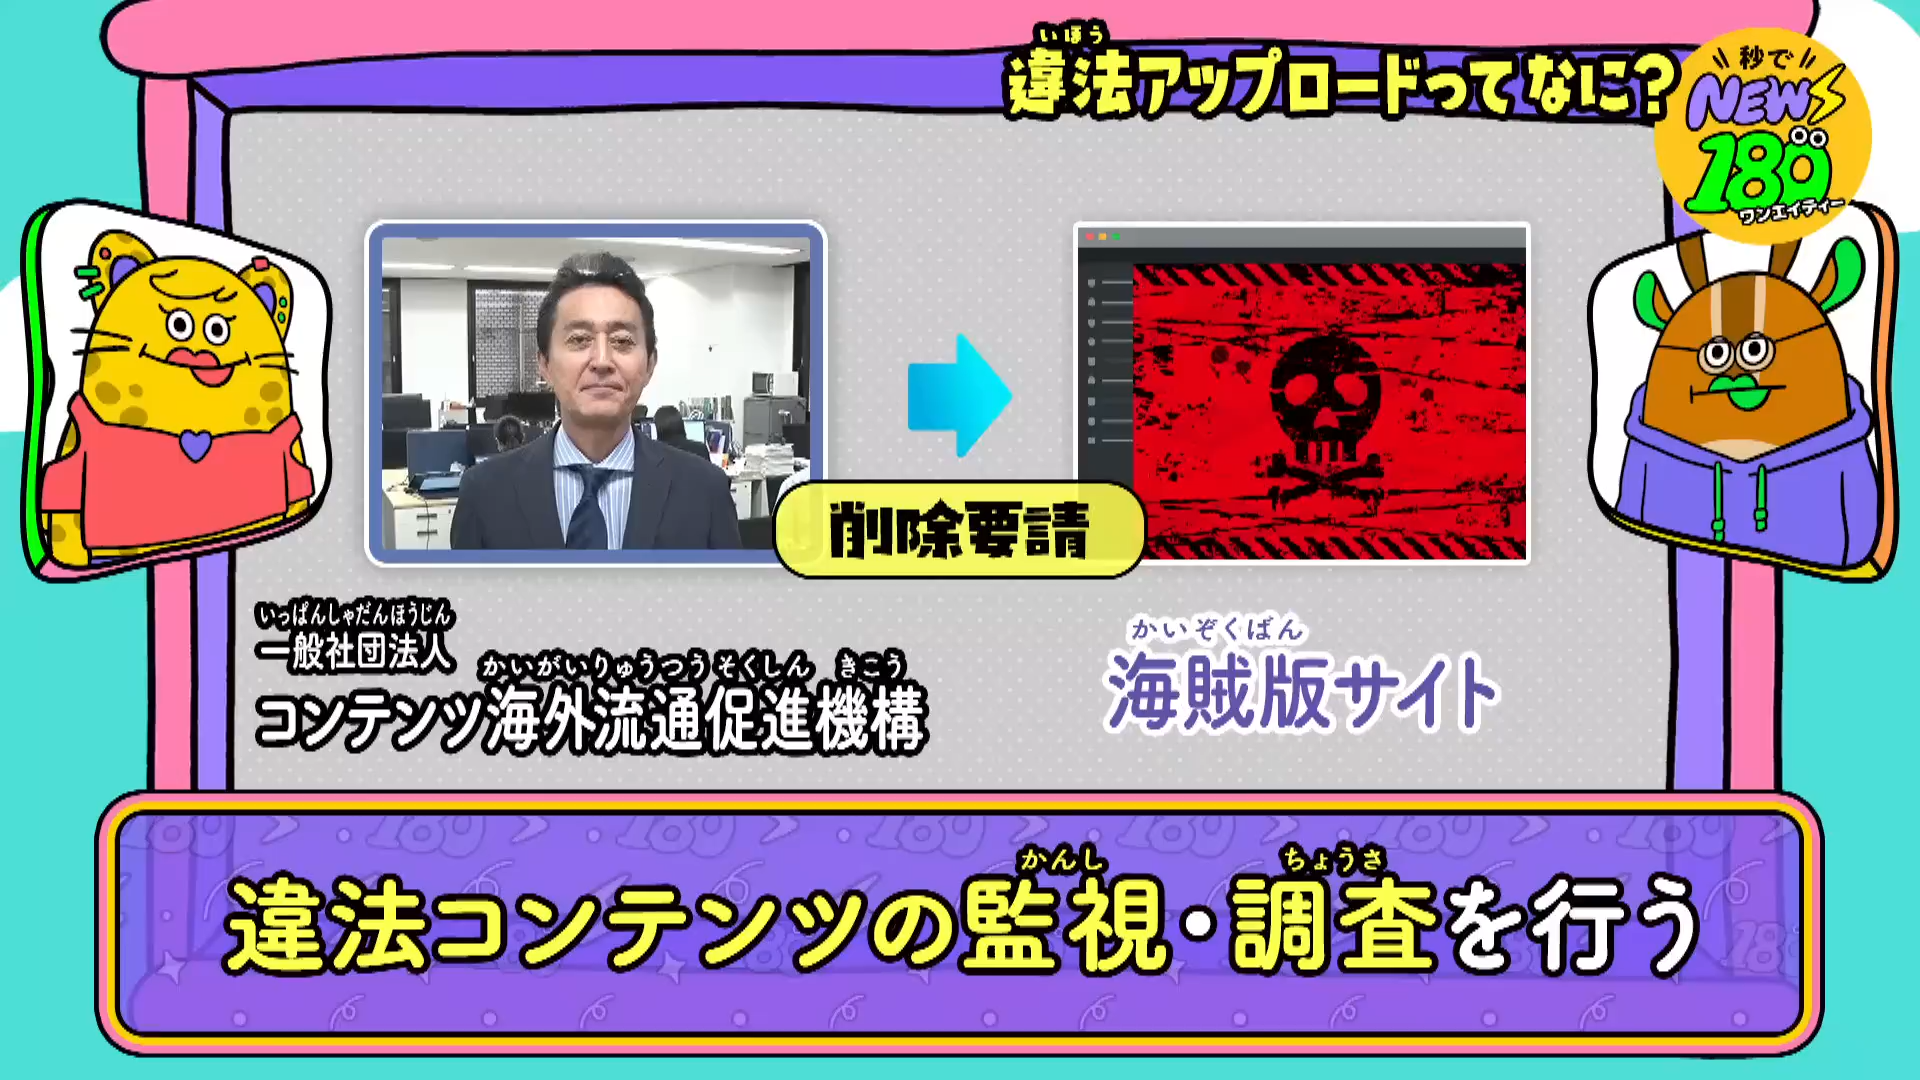 いほう
違法アップロードってなに?
秒で
NEWS
180
ワンエイティー
削除要請
いっぱんしゃだんほうじん
一般社団法人
かいがいりゅうつう そくしん きこう
コンテンツ海外流通促進機構
かいぞくばん
海賊版サイト
かんし ちょうさ
違法コンテンツの監視・調査を行う